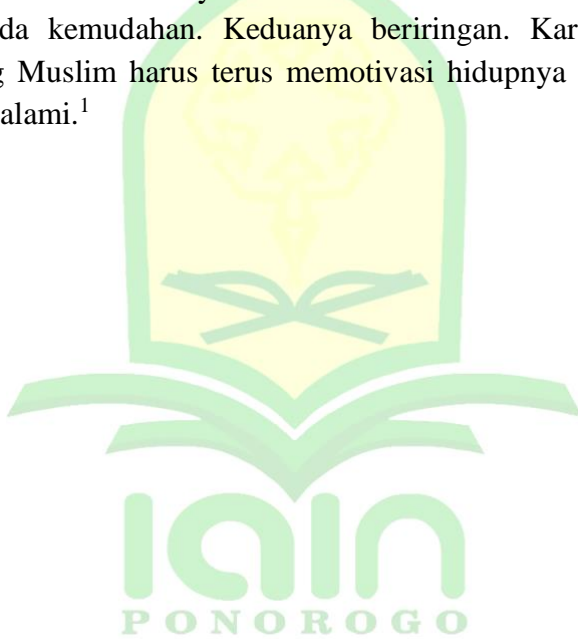 da kemudahan. Keduanya beriringan. Kar
Muslim harus terus memotivasi hidupnya
alami.¹
IAIN
PONOROGO